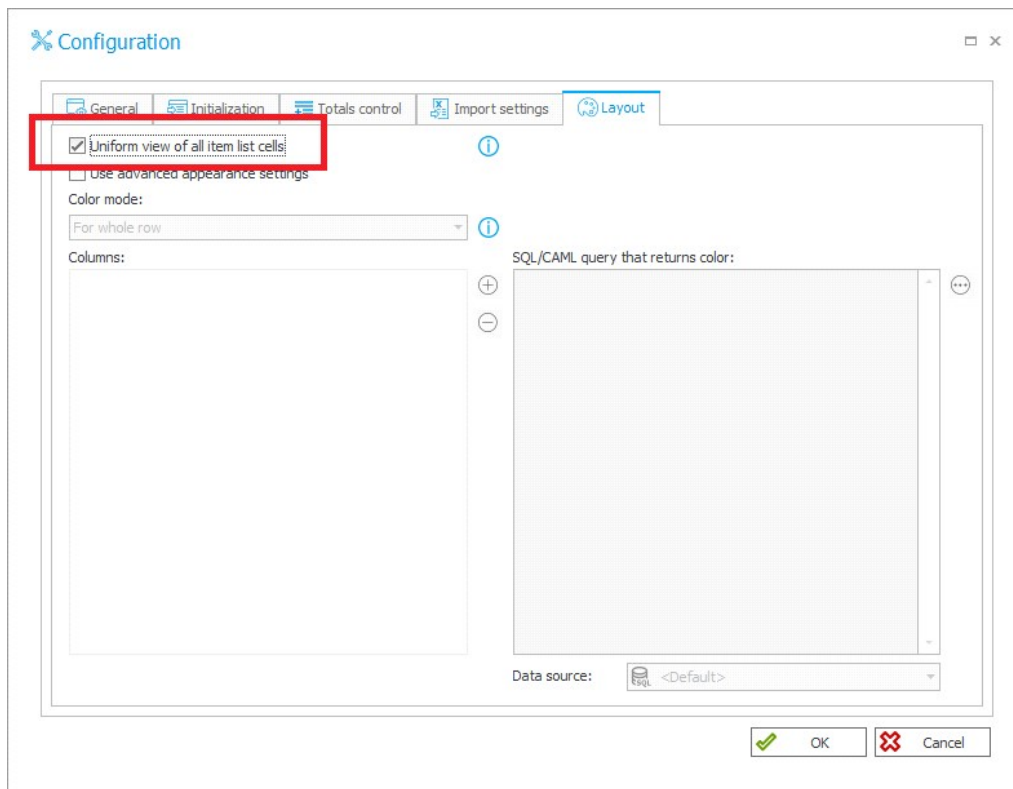 Configuration
General Initialization Totals control Import settings Layout
Uniform view of all item list cells
Use advanced appearance settings
Color mode:
For whole row
Columns: SQL/CAML query that returns color:
Data source: SQL <Default>
OK Cancel